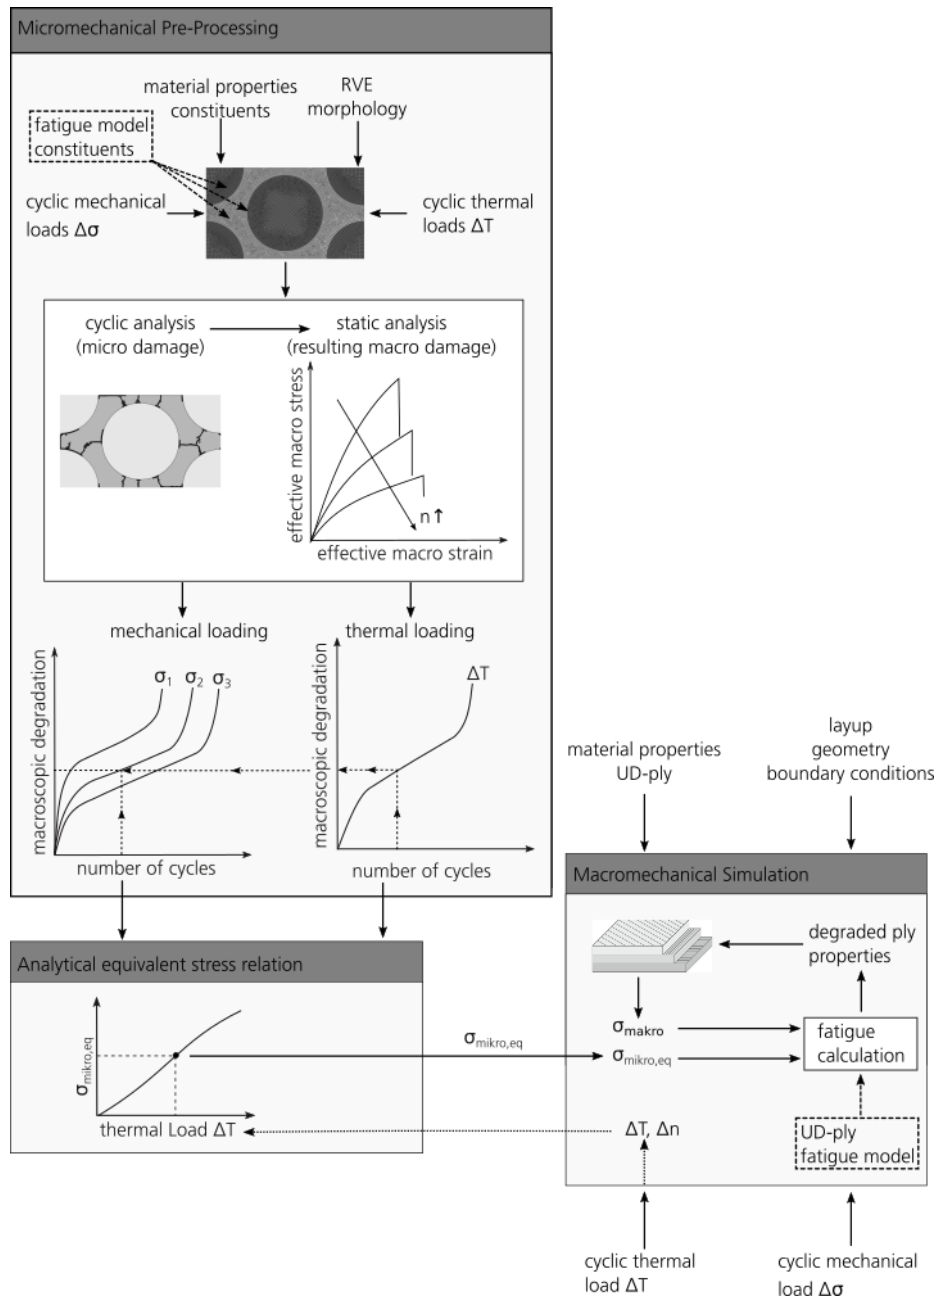 Micromechanical Pre-Processing
material properties
constituents
RVE
morphology
fatigue model
constituents
cyclic mechanical
loads Δσ
cyclic thermal
loads ΔT
cyclic analysis
(micro damage)
static analysis
(resulting macro damage)
effective macro stress
n↑
effective macro strain
mechanical loading
thermal loading
macroscopic degradation
σ1
σ2
σ3
number of cycles
macroscopic degradation
ΔT
number of cycles
material properties
UD-ply
layup
geometry
boundary conditions
Analytical equivalent stress relation
σmikro,eq
thermal Load ΔT
σmikro,eq
Macromechanical Simulation
degraded ply
properties
σmakro
σmikro,eq
fatigue
calculation
ΔT, Δn
UD-ply
fatigue model
cyclic thermal
load ΔT
cyclic mechanical
load Δσ